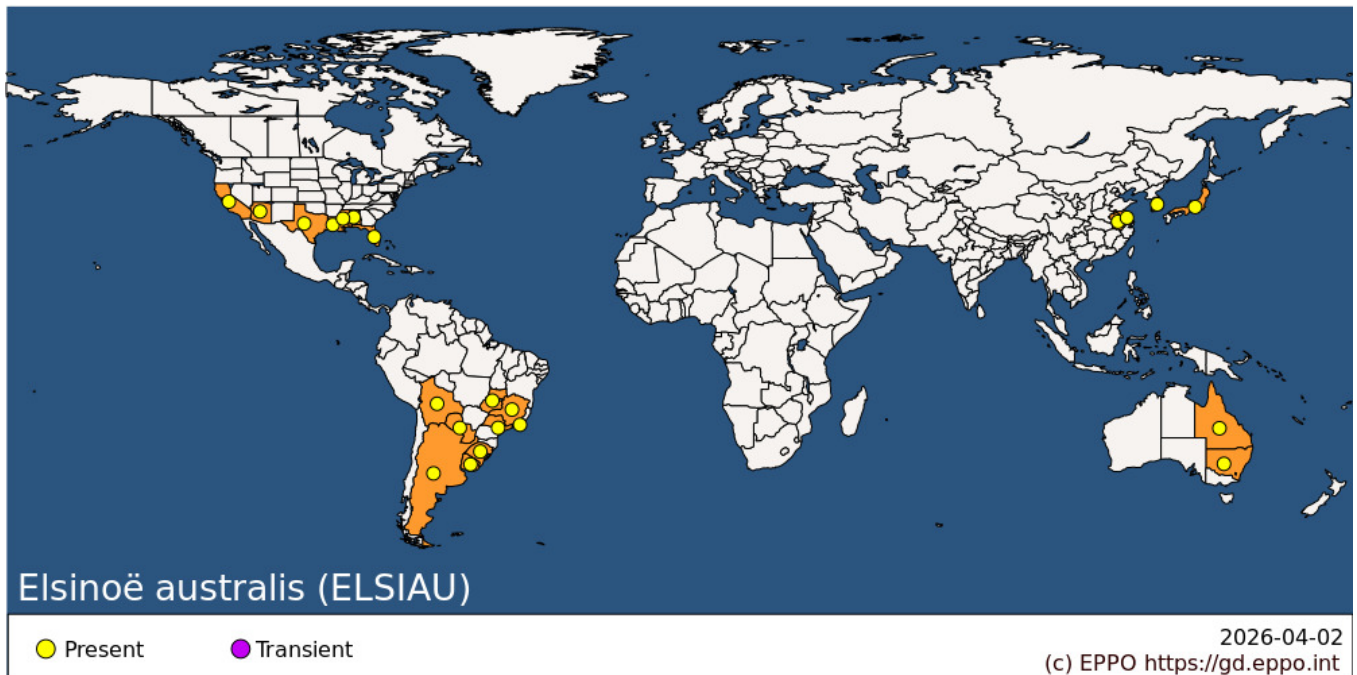 Elsinoë australis (ELSIAU)
Present
Transient
2026-04-02
(c) EPPO https://gd.eppo.int